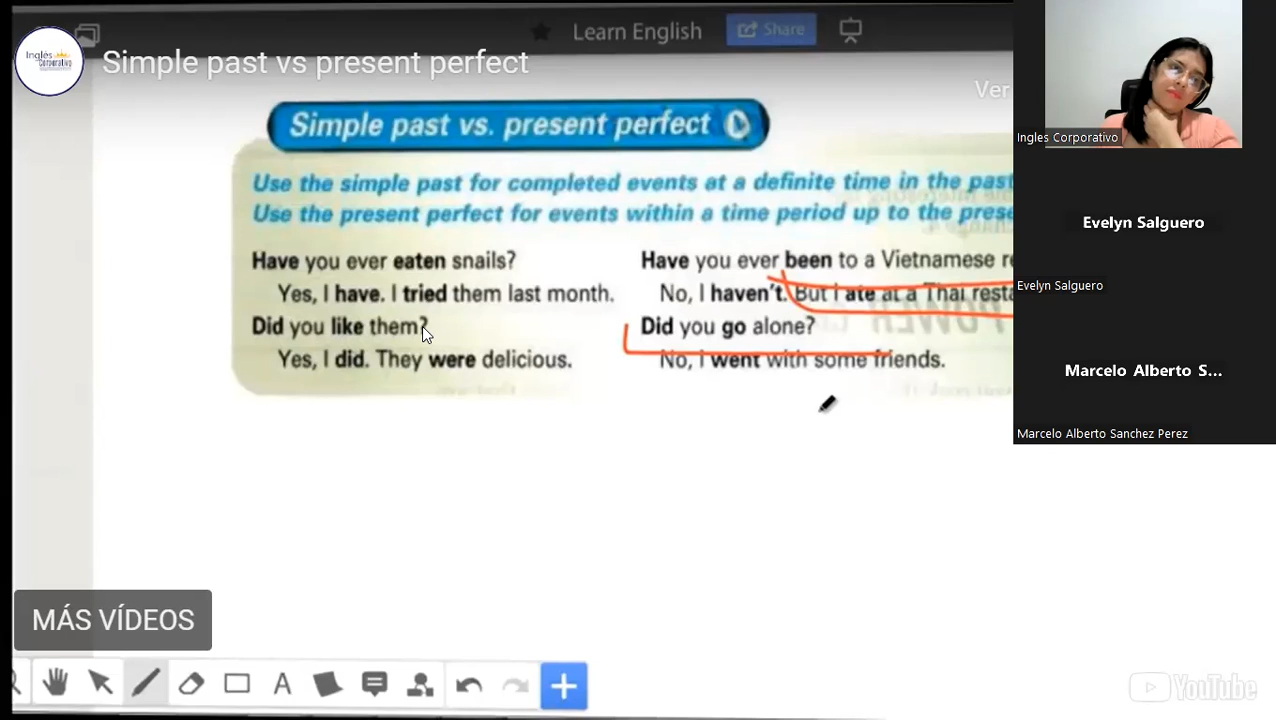 Learn English
Share
Inglés
Corporativo
Simple past vs present perfect
Ver
Simple past vs. present perfect
Use the simple past for completed events at a definite time in the past
Use the present perfect for events within a time period up to the prese
Have you ever eaten snails?
Yes, I have. I tried them last month.
Did you like them?
Yes, I did. They were delicious.
Have you ever been to a Vietnamese re
No, I haven't. But I ate at a Thai resta
Did you go alone?
No, I went with some friends.
Ingles Corporativo
Evelyn Salguero
Evelyn Salguero
Marcelo Alberto S...
Marcelo Alberto Sanchez Perez
MÁS VÍDEOS
A
YouTube